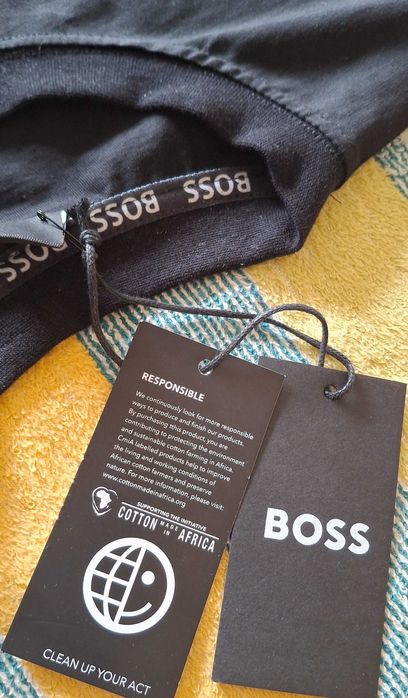 BOSS BOSS BOSS
RESPONSIBLE
We continuously look for more responsible
ways to produce and finish our products.
By purchasing this product, you are
contributing to protecting the environment
and sustainable cotton farming in Africa.
CmiA labelled products help to improve
the living and working conditions of
African cotton farmers and preserve
nature. For more information, please visit:
www.cottonmadeinafrica.org
SUPPORTING THE INITIATIVE
COTTON MADE IN AFRICA
CLEAN UP YOUR ACT
BOSS